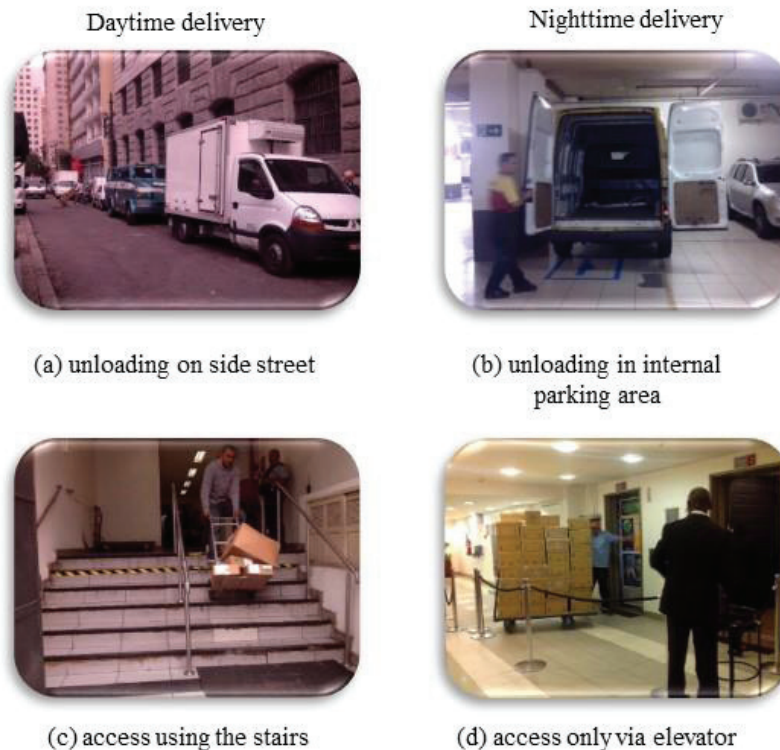 Daytime delivery
Nighttime delivery
(a) unloading on side street
(b) unloading in internal
parking area
(c) access using the stairs
(d) access only via elevator